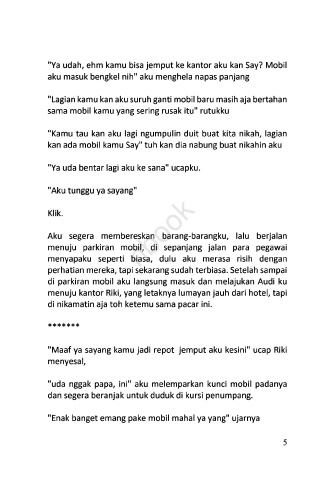 "Ya udah, ehm kamu bisa jemput ke kantor aku kan Say? Mobil
aku masuk bengkel nih" aku menghela napas panjang
"Lagian kamu kan aku suruh ganti mobil baru masih aja bertahan
sama mobil kamu yang sering rusak itu" rutukku
"Kamu tau kan aku lagi ngumpulin duit buat kita nikah, lagian
kan ada mobil kamu Say" tuh kan dia nabung buat nikahin aku
"Ya uda bentar lagi aku ke sana" ucapku.
"Aku tunggu ya sayang"
Klik.
Aku segera membereskan barang-barangku, lalu berjalan
menuju parkiran mobil, di sepanjang jalan para pegawai
menyapaku seperti biasa, dulu aku merasa risih dengan
perhatian mereka, tapi sekarang sudah terbiasa. Setelah sampai
di parkiran mobil aku langsung masuk dan melajukan Audi ku
menuju kantor Riki, yang letaknya lumayan jauh dari hotel, tapi
di nikamatin aja toh ketemu sama pacar ini.
*******
"Maaf ya sayang kamu jadi repot jemput aku kesini" ucap Riki
menyesal,
"uda nggak papa, ini" aku melemparkan kunci mobil padanya
dan segera beranjak untuk duduk di kursi penumpang.
"Enak banget emang pake mobil mahal ya yang" ujarnya
5